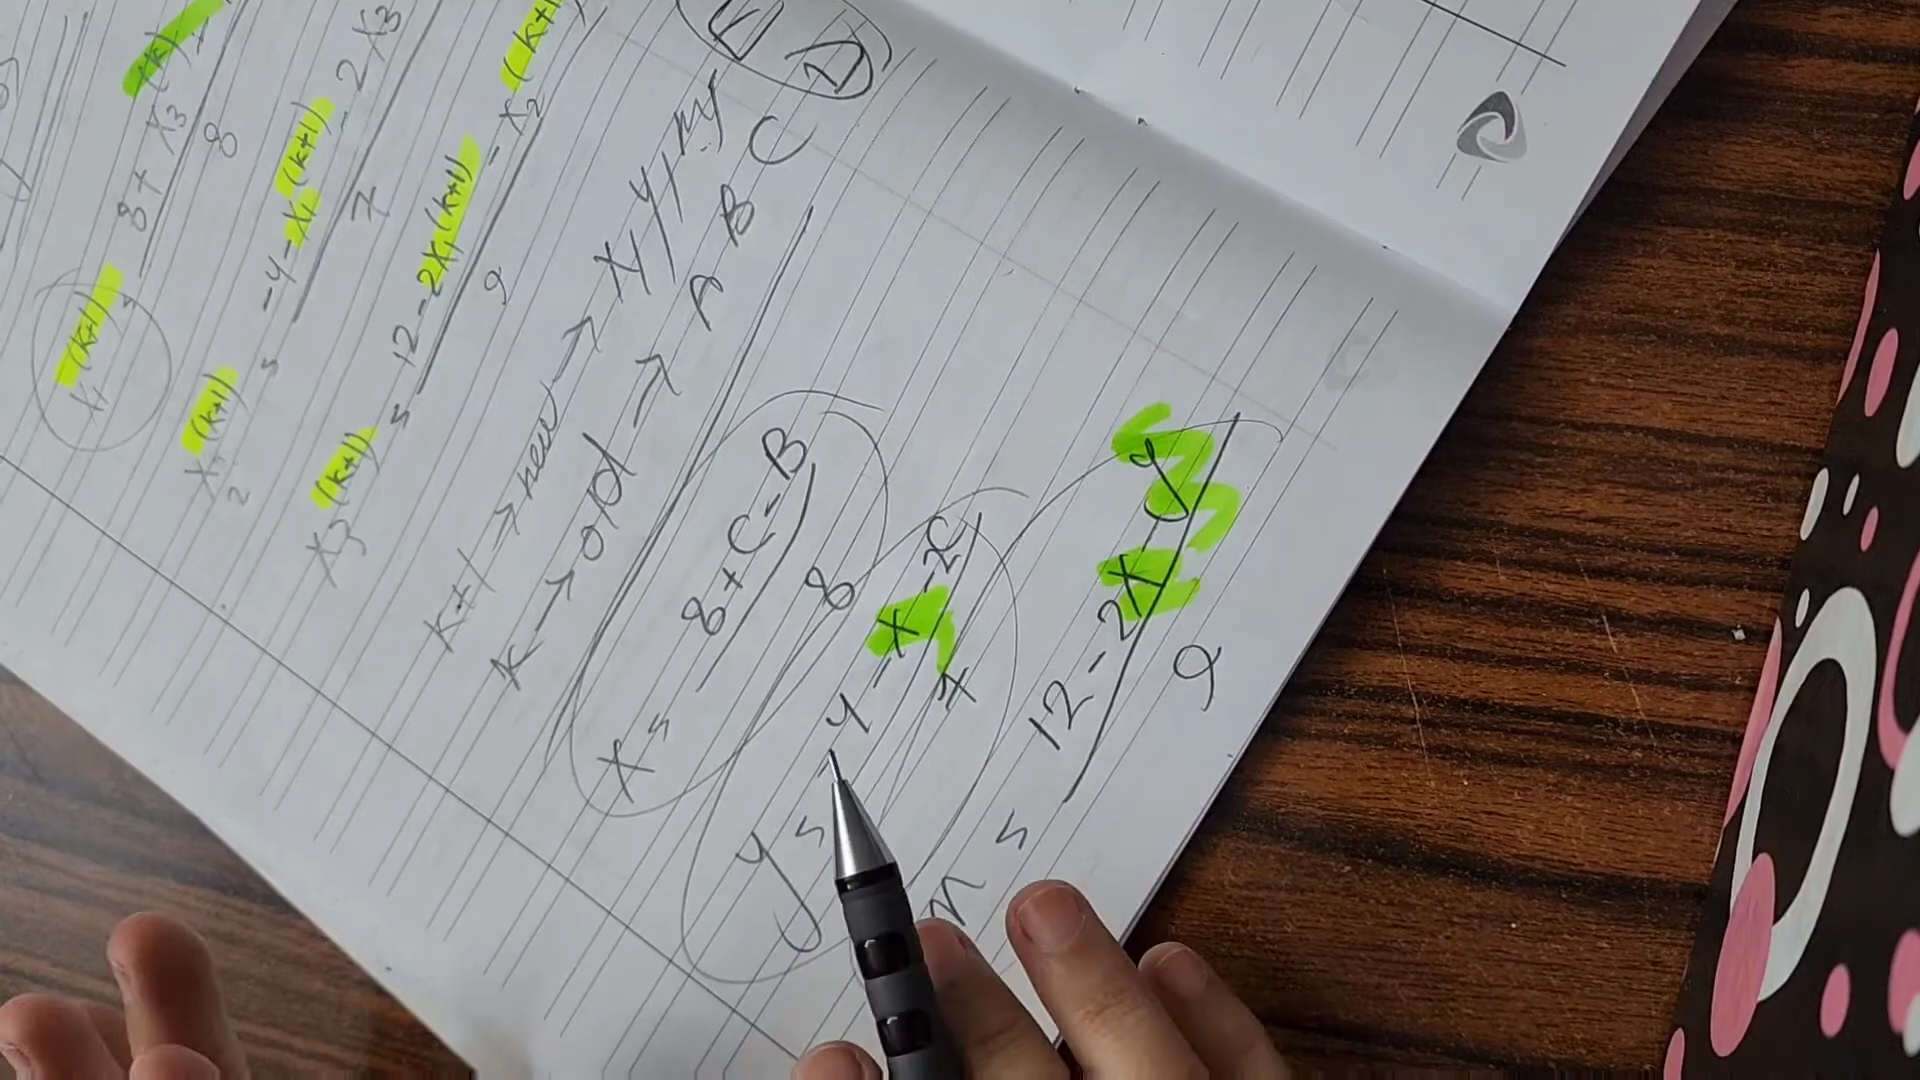 x₁^(k+1) = 8 + x₃^(k) -
8
x₂^(k+1) = -4 - x₁^(k+1) - 2x₃
7
x₃^(k+1) = 12 - 2x₁^(k+1) - x₂^(k+1)
9
k+1 → new → x, y, m
k → old → A B C
D
x = 8 + C - B
8
y = -4 - x - 2C
7
m = 12 - 2x - y
9